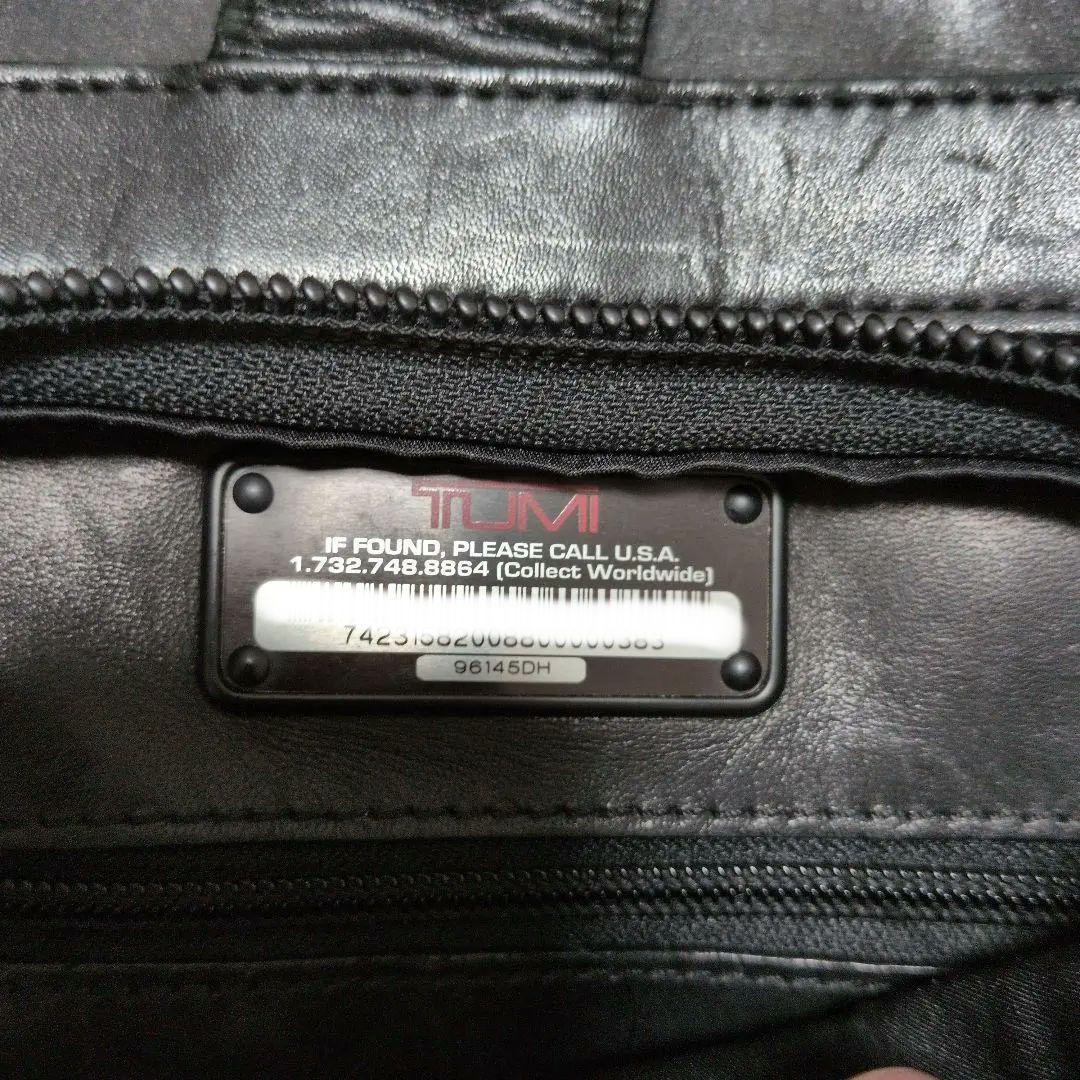 TUMI
IF FOUND, PLEASE CALL U.S.A.
1.732.748.8864 (Collect Worldwide)
96145DH